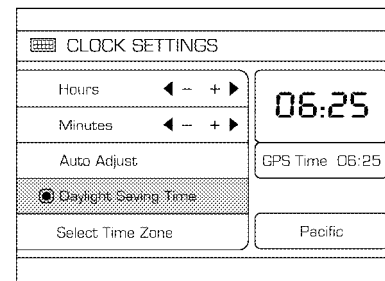 CLOCK SETTINGS
Hours - +
Minutes - +
06:25
Auto Adjust
GPS Time 06:25
Daylight Saving Time
Select Time Zone
Pacific